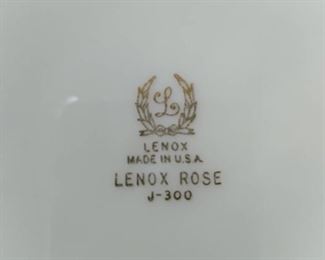 L
LENOX
MADE IN U.S.A.
LENOX ROSE
J-300